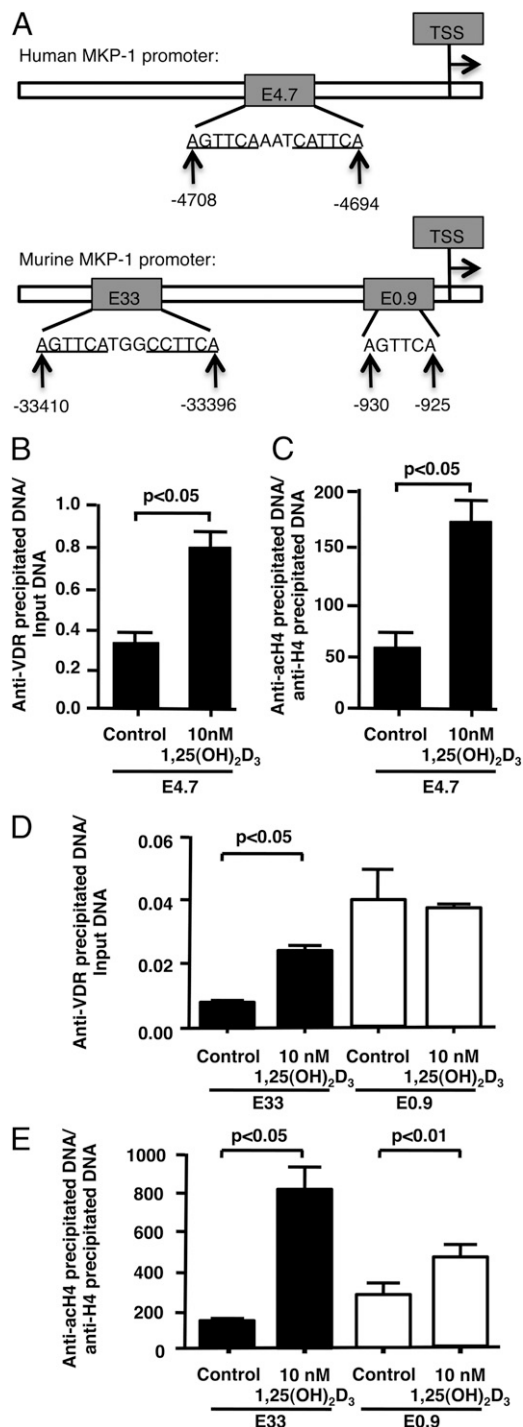 A
TSS
Human MKP-1 promoter:
E4.7
AGTTCAAATCATTCA
-4708 -4694
TSS
Murine MKP-1 promoter:
E33 E0.9
AGTTCATGGCCTTCA AGTTCA
-33410 -33396 -930 -925
B
p<0.05
Anti-VDR precipitated DNA/
Input DNA
1.0
0.8
0.6
0.4
0.2
0.0
Control 10nM
1,25(OH)2D3
E4.7
C
p<0.05
Anti-acH4 precipitated DNA/
anti-H4 precipitated DNA
200
150
100
50
0
Control 10nM
1,25(OH)2D3
E4.7
D
p<0.05
Anti-VDR precipitated DNA/
Input DNA
0.06
0.04
0.02
0.00
Control 10 nM Control 10 nM
1,25(OH)2D3 1,25(OH)2D3
E33 E0.9
E
p<0.05 p<0.01
Anti-acH4 precipitated DNA/
anti-H4 precipitated DNA
1000
800
600
400
200
0
Control 10 nM Control 10 nM
1,25(OH)2D3 1,25(OH)2D3
E33 E0.9